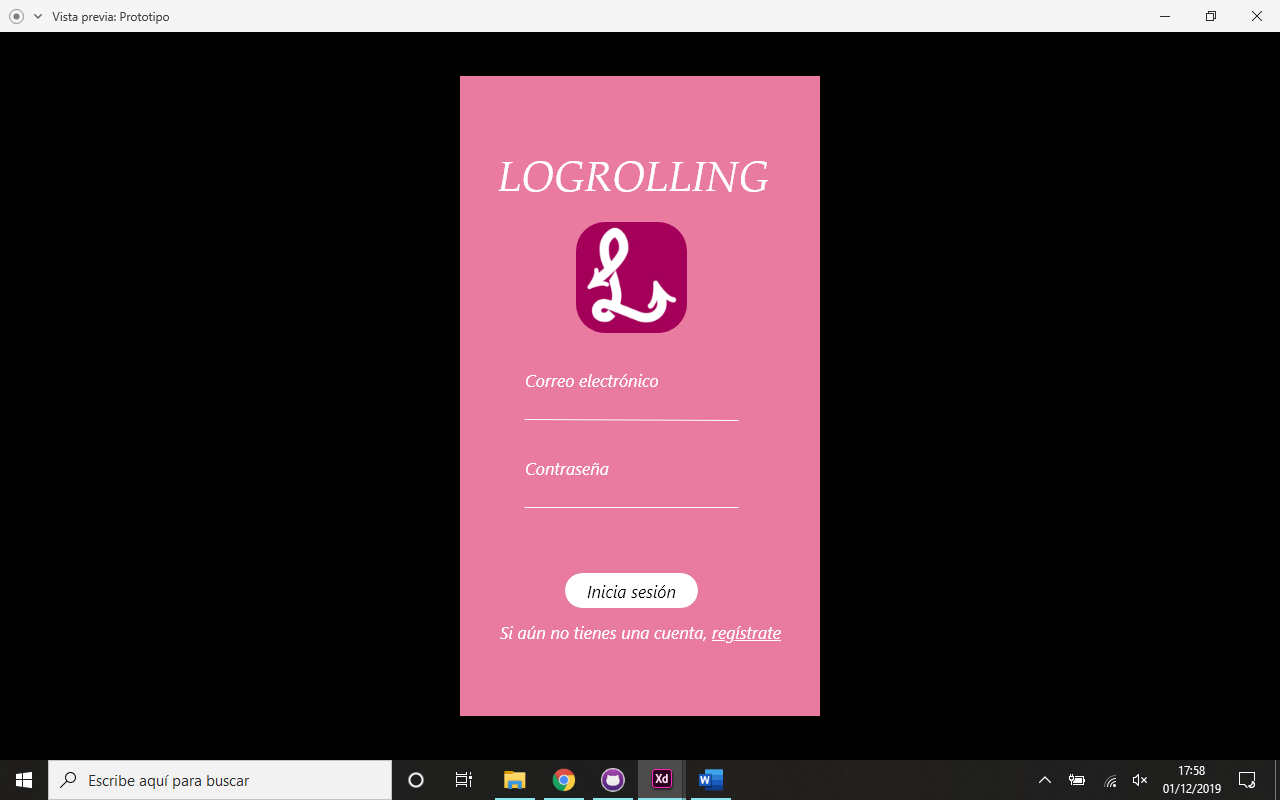 Vista previa: Prototipo
LOGROLLING
L
Correo electrónico
Contraseña
Inicia sesión
Si aún no tienes una cuenta, regístrate
Escribe aquí para buscar
Xd
W
17:58
01/12/2019